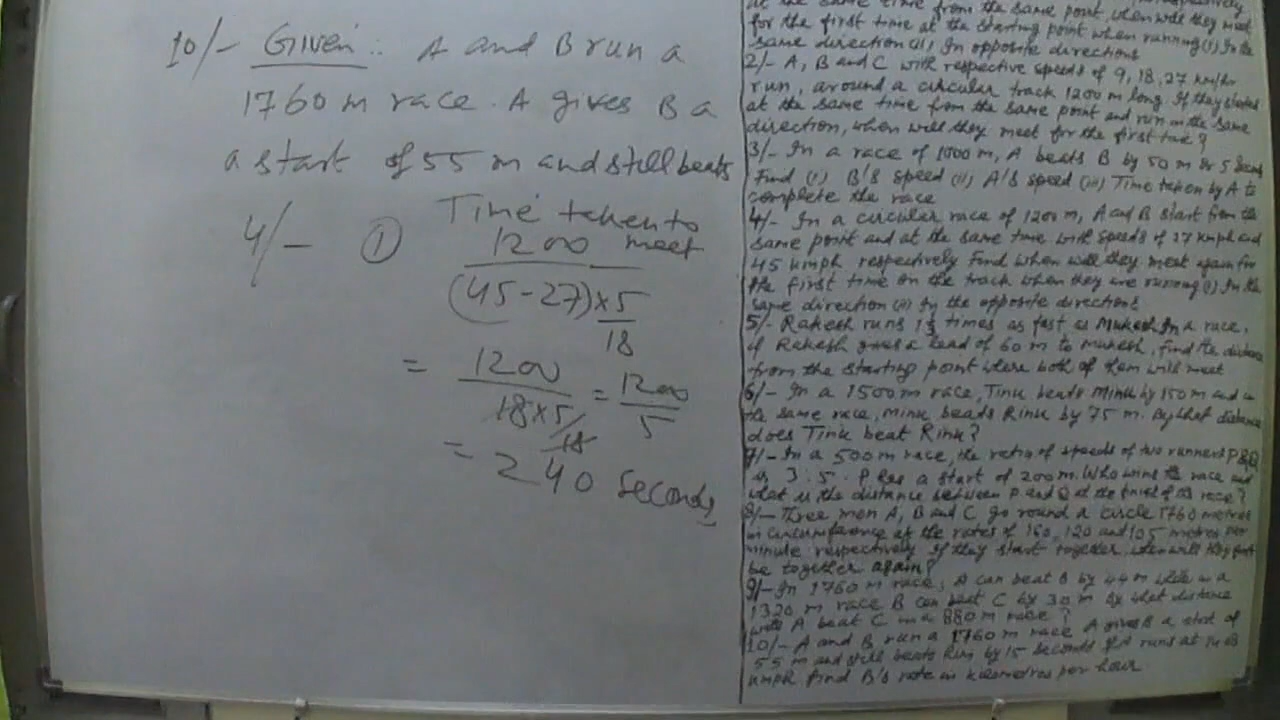 10/- Given :. A and B run a
1760 m race. A gives B a
a start of 55 m and still beats
4/- ① Time taken to
1200 meet
(45-27)×5
18
= 1200 = 1200
18×5 5
18
= 240 seconds
at the same time from the same point, when will they meet
for the first time at the starting point when running (i) In the
same direction (ii) In opposite directions
2/- A, B and C with respective speeds of 9, 18, 27 km/hr
run, around a circular track 1200 m long. If they started
at the same time from the same point and run in the same
direction, when will they meet for the first time?
3/- In a race of 1000 m, A beats B by 50 m or 5 Seconds
Find (i) B's speed (ii) A's speed (iii) Time taken by A to
complete the race
4/- In a circular race of 1200 m, A and B start from the
same point and at the same time with speeds of 27 kmph and
45 kmph respectively Find when will they meet again for
the first time on the track when they are running (i) In the
same direction (ii) In the opposite directions
5/- Rakesh runs times as fast as Mukesh In a race,
if Rakesh gives a lead of 60 m to Mukesh, find the distance
from the starting point where both of them will meet
6/- In a 1500 m race, Tinu beats Minu by 150 m and in
the same race, Minu beats Rinu by 75 m. By what distance
does Tinu beat Rinu?
7/- In a 500 m race, the ratio of speeds of two runners P & Q
is 3:5. P has a start of 200 m. Who wins the race and
what is the distance between P and Q at the finish of the race?
8/- Three men A, B and C go round a circle 1760 metres
in circumference at the rates of 160, 120 and 105 metres per
minute respectively If they start together, when will they first
be together again?
9/- In 1760 m race, A can beat B by 44 m while in a
1320 m race B can beat C by 30 m By what distance
will A beat C in a 880 m race?
10/- A and B run a 1760 m race A gives B a start of
55 m and still beats him by 15 seconds If A runs at
kmph find B's rate in kilometres per hour